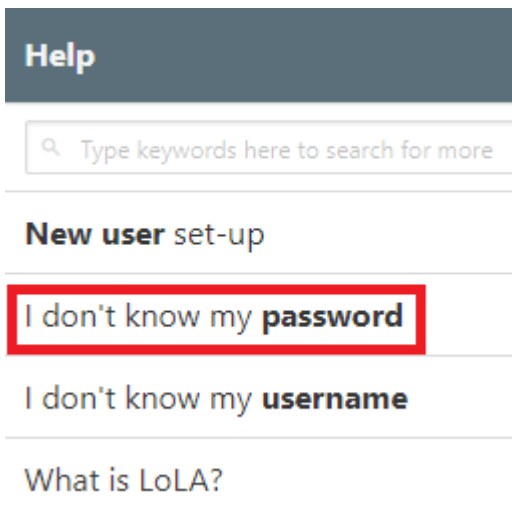 Help
Type keywords here to search for more
New user set-up
I don't know my password
I don't know my username
What is LoLA?